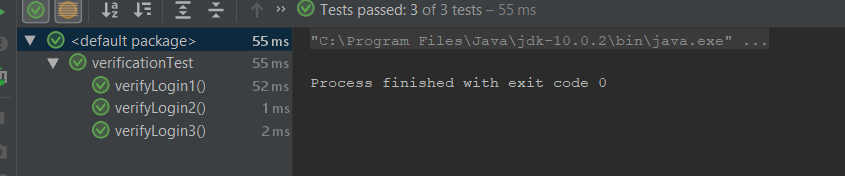 Tests passed: 3 of 3 tests – 55 ms
<default package> 55 ms
verificationTest 55 ms
verifyLogin1() 52 ms
verifyLogin2() 1 ms
verifyLogin3() 2 ms
"C:\Program Files\Java\jdk-10.0.2\bin\java.exe" ...
Process finished with exit code 0